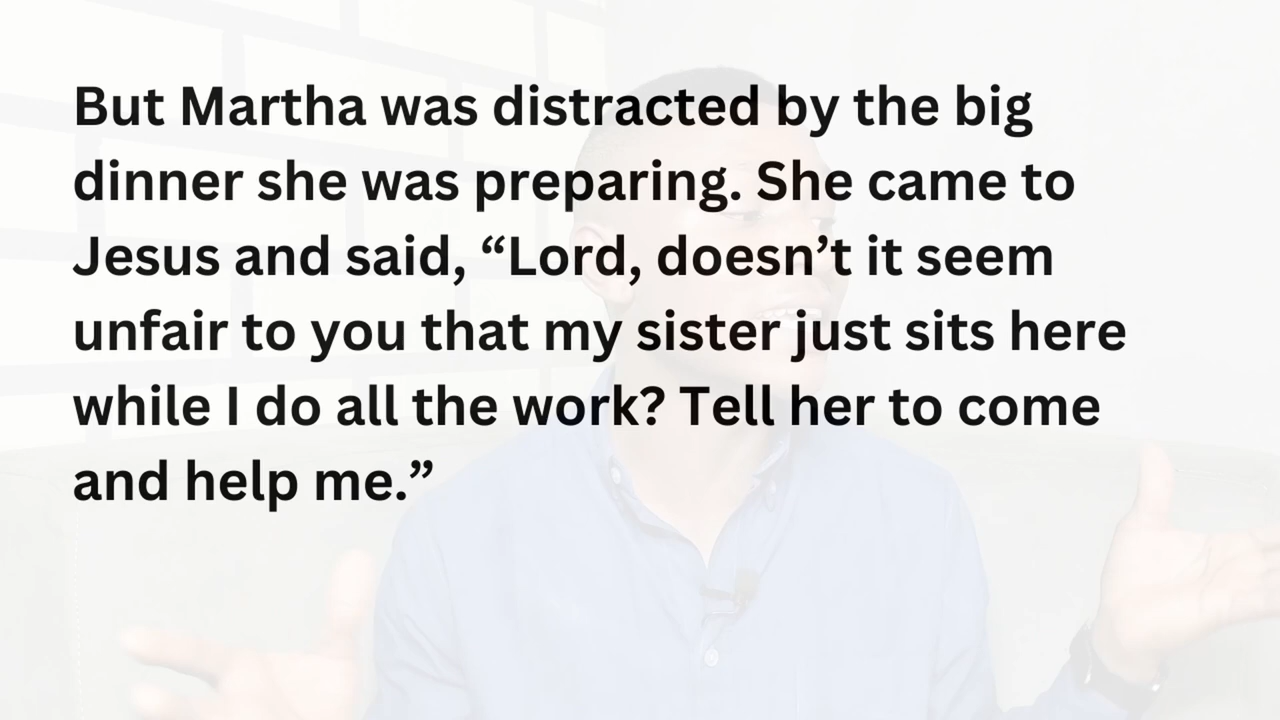 But Martha was distracted by the big
dinner she was preparing. She came to
Jesus and said, “Lord, doesn’t it seem
unfair to you that my sister just sits here
while I do all the work? Tell her to come
and help me.”